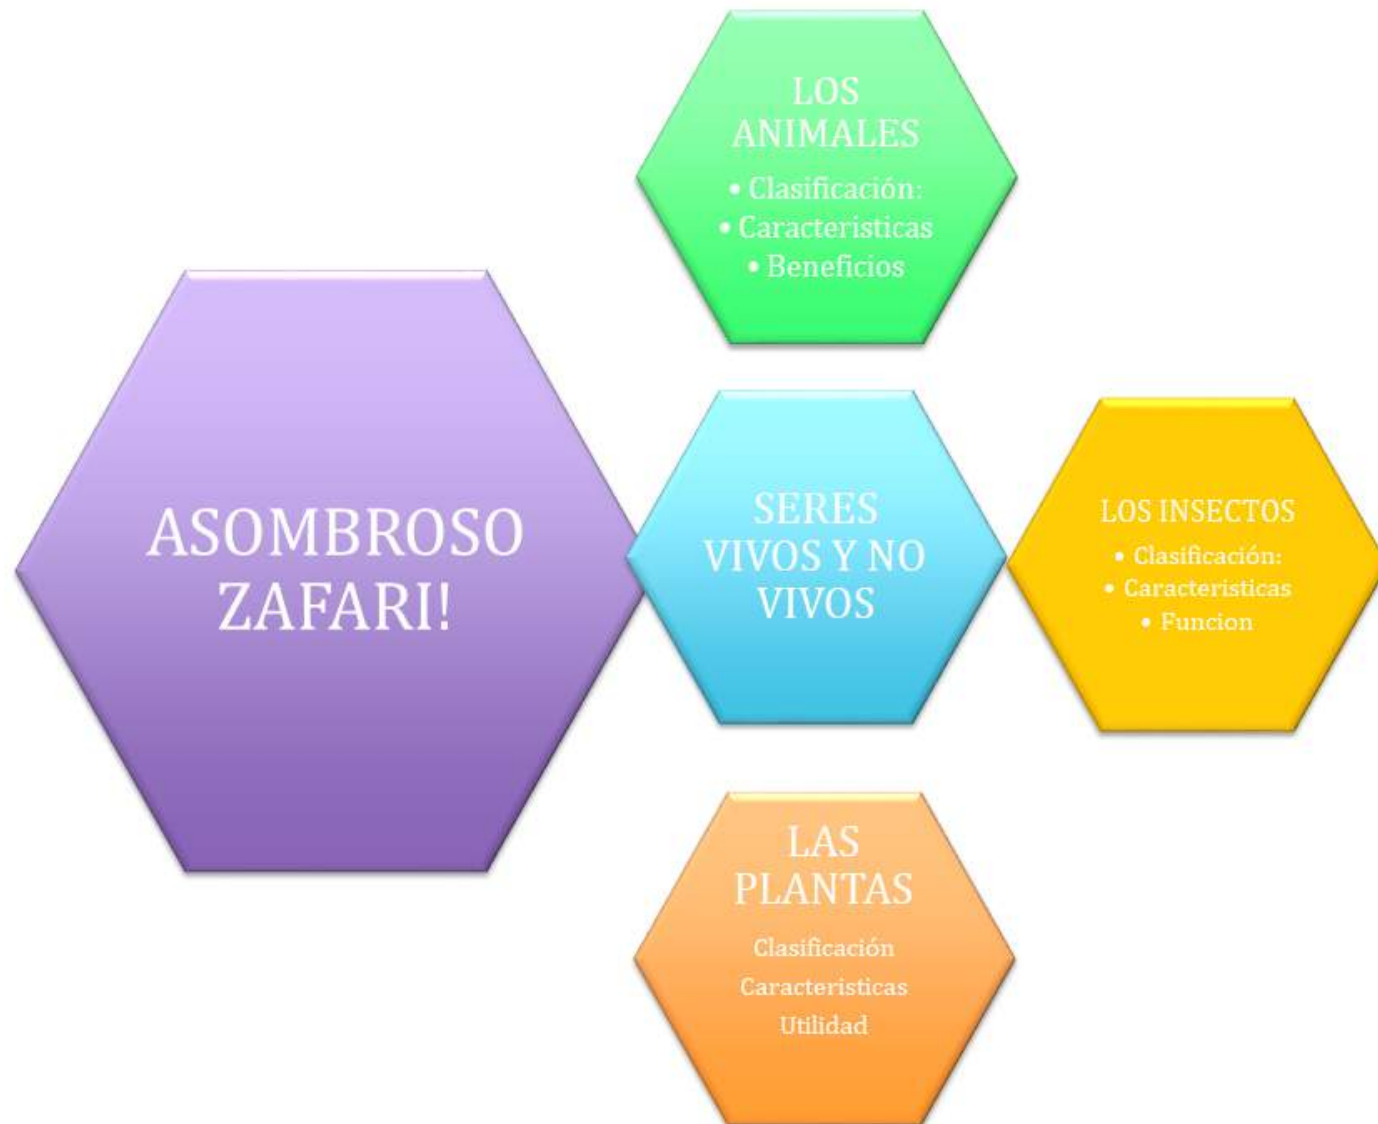 LOS
ANIMALES
• Clasificación:
• Caracteristicas
• Beneficios
ASOMBROSO
ZAFARI!
SERES
VIVOS Y NO
VIVOS
LOS INSECTOS
• Clasificación:
• Caracteristicas
• Funcion
LAS
PLANTAS
Clasificación
Caracteristicas
Utilidad